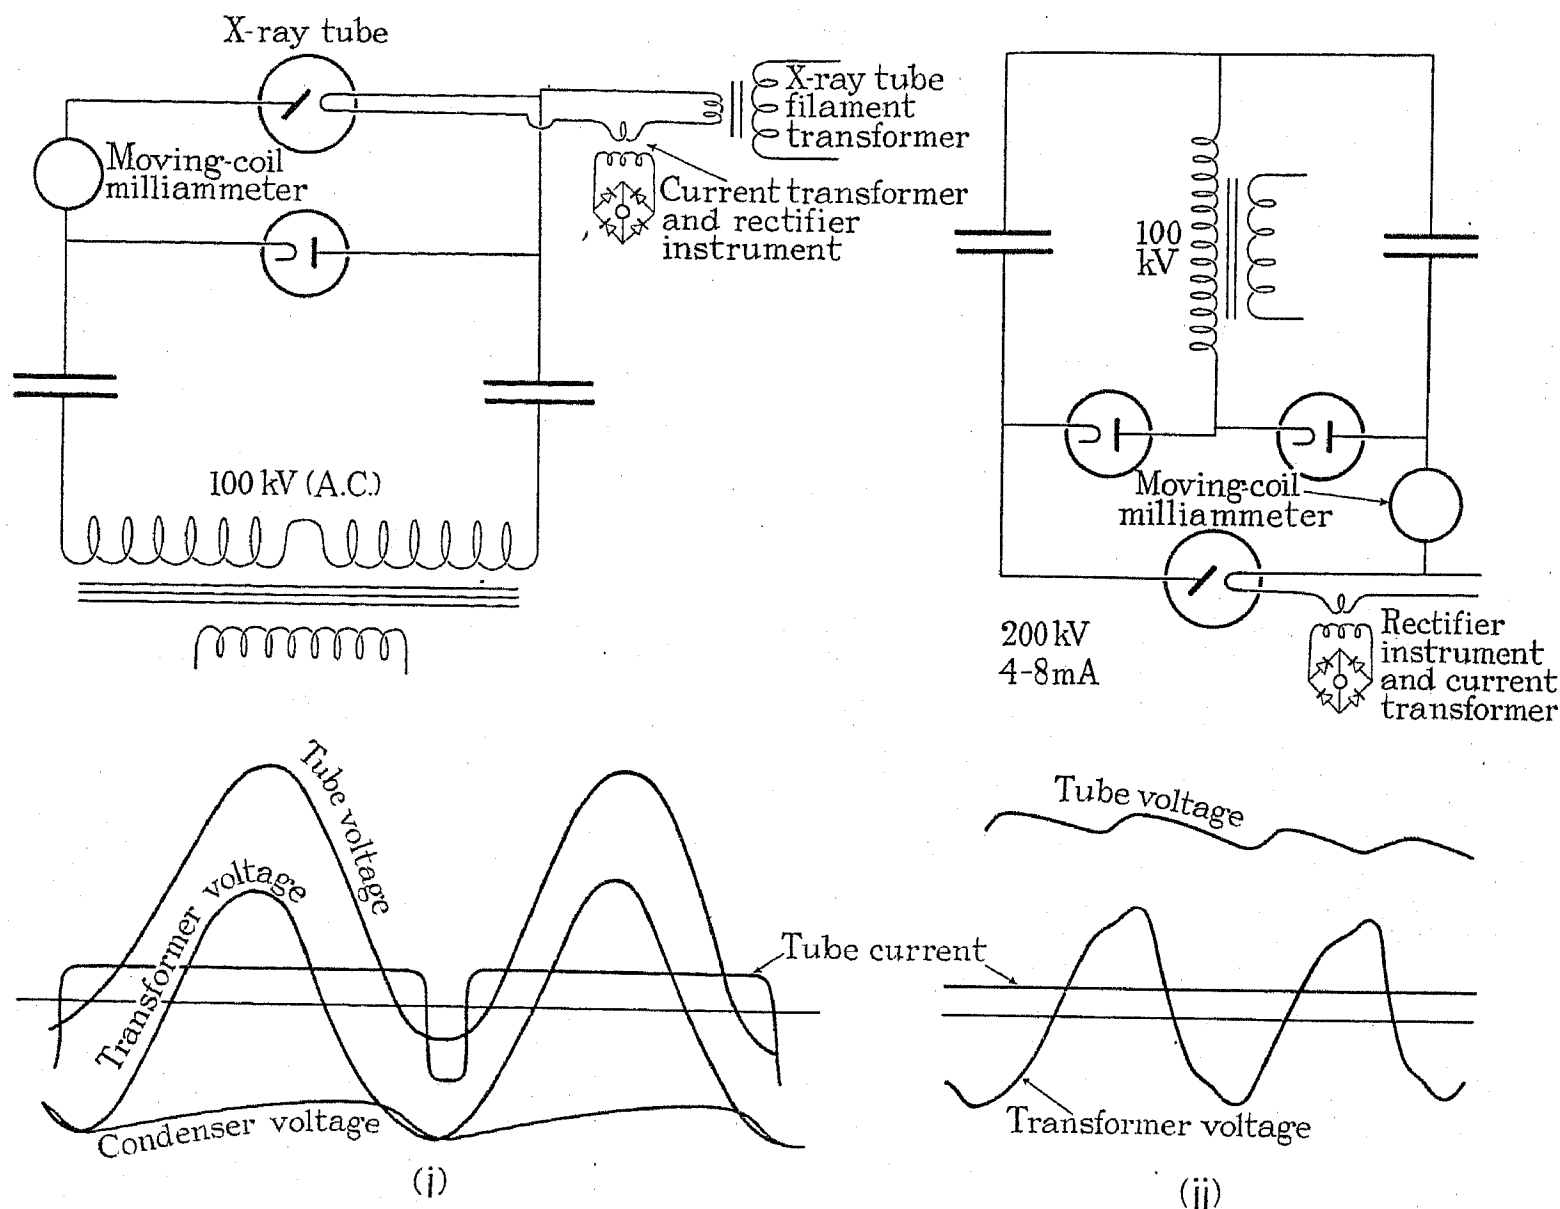 X-ray tube
X-ray tube
filament
transformer
Moving-coil
milliammeter
Current transformer
and rectifier
instrument
100 kV (A.C.)
100
kV
Moving-coil
milliammeter
200 kV
4-8 mA
Rectifier
instrument
and current
transformer
Tube voltage
Transformer voltage
Condenser voltage
Tube current
Tube voltage
Transformer voltage
(i)
(ii)